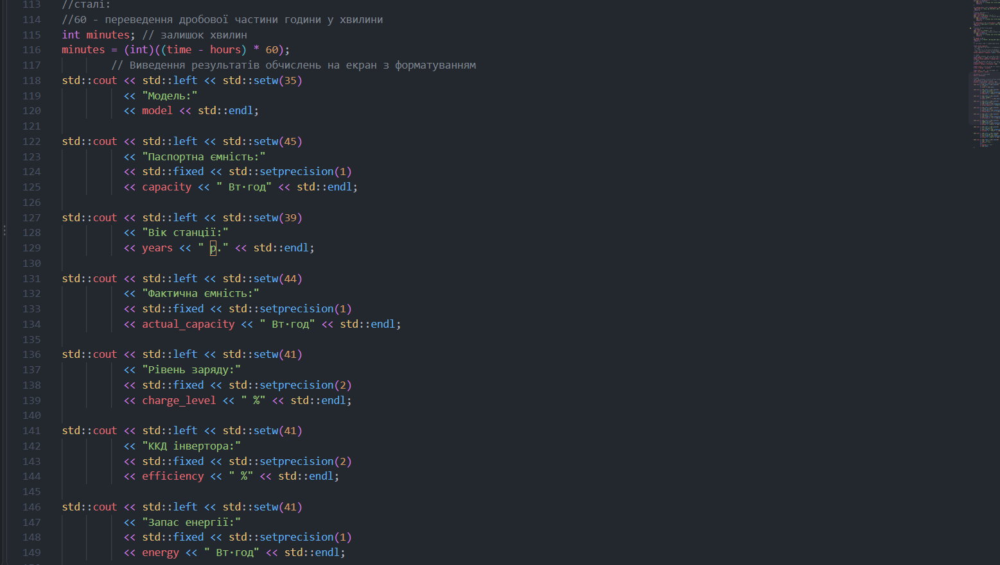 113 //сталі:
114 //60 - переведення дробової частини години у хвилини
115 int minutes; // залишок хвилин
116 minutes = (int)((time - hours) * 60);
117 // Виведення результатів обчислень на екран з форматуванням
118 std::cout << std::left << std::setw(35)
119 << "Модель:"
120 << model << std::endl;
121
122 std::cout << std::left << std::setw(45)
123 << "Паспортна ємність:"
124 << std::fixed << std::setprecision(1)
125 << capacity << " Вт·год" << std::endl;
126
127 std::cout << std::left << std::setw(39)
128 << "Вік станції:"
129 << years << " р." << std::endl;
130
131 std::cout << std::left << std::setw(44)
132 << "Фактична ємність:"
133 << std::fixed << std::setprecision(1)
134 << actual_capacity << " Вт·год" << std::endl;
135
136 std::cout << std::left << std::setw(41)
137 << "Рівень заряду:"
138 << std::fixed << std::setprecision(2)
139 << charge_level << " %" << std::endl;
140
141 std::cout << std::left << std::setw(41)
142 << "ККД інвертора:"
143 << std::fixed << std::setprecision(2)
144 << efficiency << " %" << std::endl;
145
146 std::cout << std::left << std::setw(41)
147 << "Запас енергії:"
148 << std::fixed << std::setprecision(1)
149 << energy << " Вт·год" << std::endl;